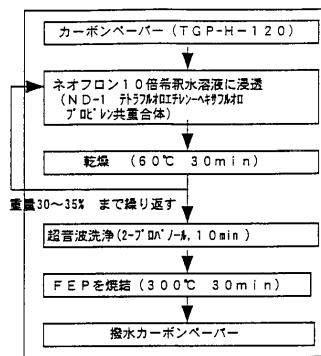 カーボンペーパー（TGP-H-120）
ネオフロン１０倍希釈水溶液に浸透
（ND-1 テトラフルオロエチレン-ヘキサフルオロ
プロピレン共重合体）
乾燥（60℃ 30min）
重量30～35% まで繰り返す
超音波洗浄（2-プロパノール，10min）
ＦＥＰを焼結（300℃ 30min）
撥水カーボンペーパー